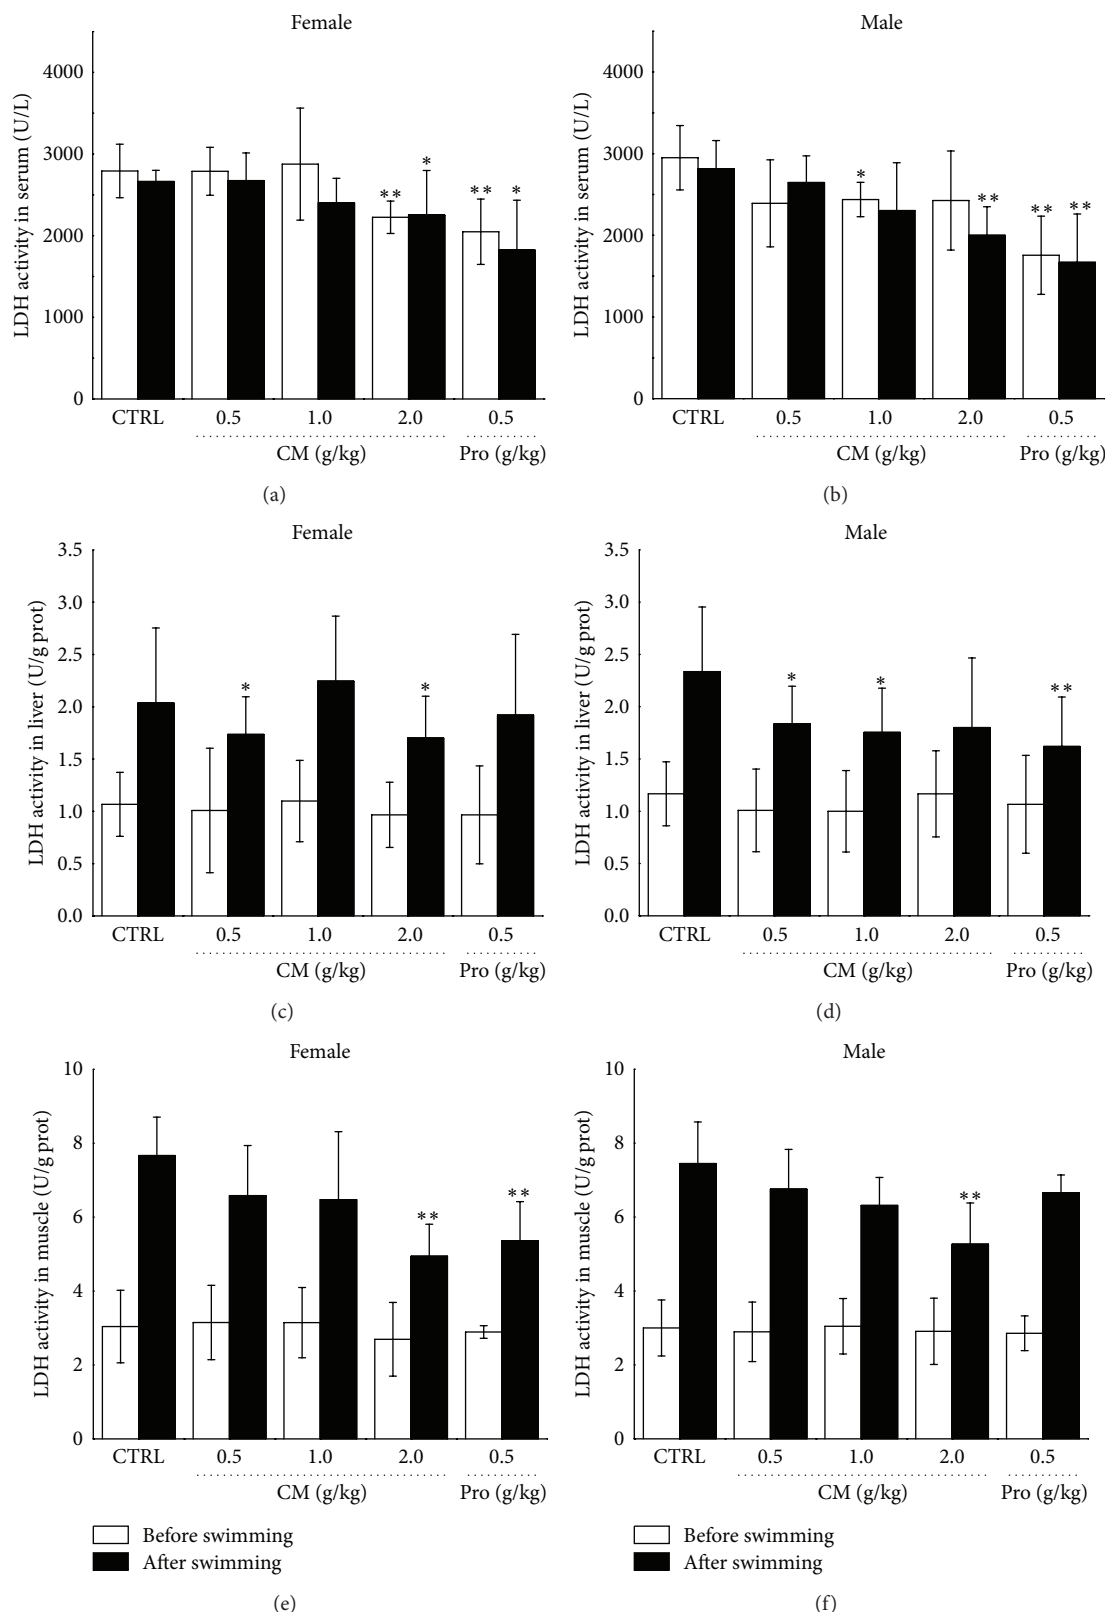 Female
LDH activity in serum (U/L)
4000
3000
2000
1000
0
** * ** *
CTRL 0.5 1.0 2.0 0.5
CM (g/kg) Pro (g/kg)
(a)
Male
LDH activity in serum (U/L)
4000
3000
2000
1000
0
* ** ** **
CTRL 0.5 1.0 2.0 0.5
CM (g/kg) Pro (g/kg)
(b)
Female
LDH activity in liver (U/g prot)
3.5
3.0
2.5
2.0
1.5
1.0
0.5
0.0
* *
CTRL 0.5 1.0 2.0 0.5
CM (g/kg) Pro (g/kg)
(c)
Male
LDH activity in liver (U/g prot)
3.5
3.0
2.5
2.0
1.5
1.0
0.5
0.0
* * **
CTRL 0.5 1.0 2.0 0.5
CM (g/kg) Pro (g/kg)
(d)
Female
LDH activity in muscle (U/g prot)
10
8
6
4
2
0
** **
CTRL 0.5 1.0 2.0 0.5
CM (g/kg) Pro (g/kg)
Before swimming
After swimming
(e)
Male
LDH activity in muscle (U/g prot)
10
8
6
4
2
0
**
CTRL 0.5 1.0 2.0 0.5
CM (g/kg) Pro (g/kg)
Before swimming
After swimming
(f)